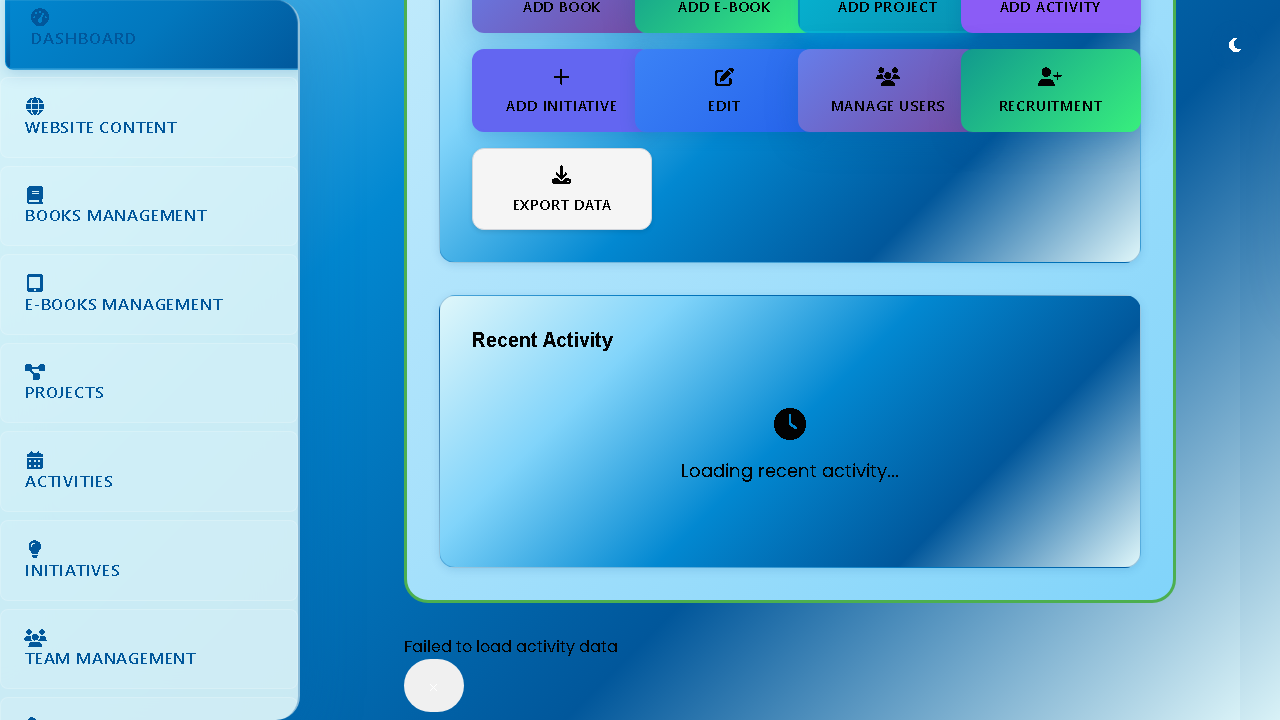 DASHBOARD
WEBSITE CONTENT
BOOKS MANAGEMENT
E-BOOKS MANAGEMENT
PROJECTS
ACTIVITIES
INITIATIVES
TEAM MANAGEMENT
ADD BOOK
ADD E-BOOK
ADD PROJECT
ADD ACTIVITY
ADD INITIATIVE
EDIT
MANAGE USERS
RECRUITMENT
EXPORT DATA
Recent Activity
Loading recent activity...
Failed to load activity data
×